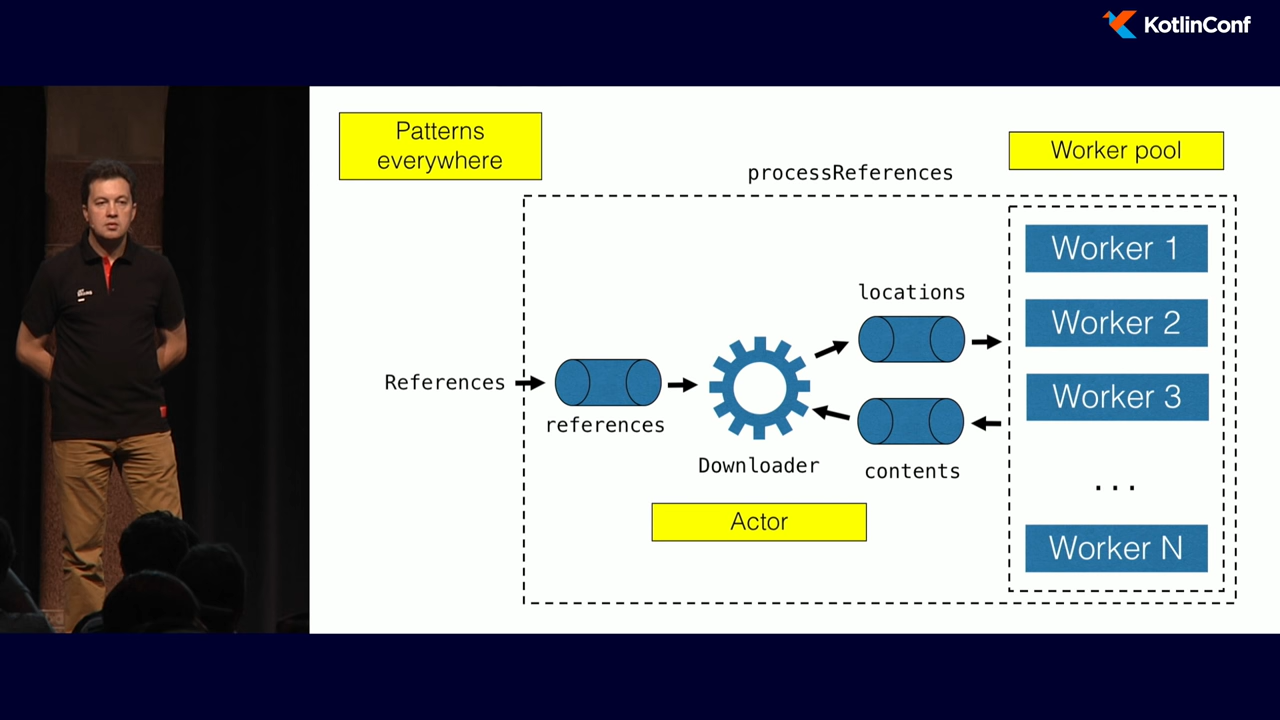 KotlinConf
Patterns
everywhere
Worker pool
processReferences
Worker 1
locations
Worker 2
References
references
Worker 3
Downloader
contents
...
Actor
Worker N